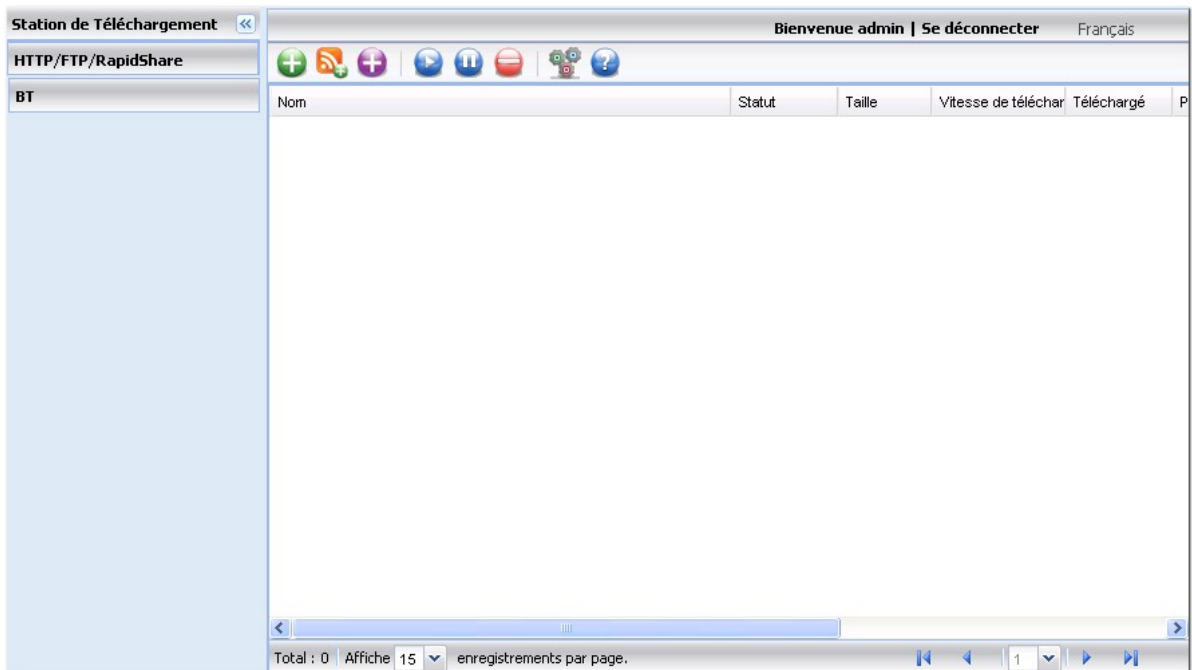 Station de Téléchargement
Bienvenue admin | Se déconnecter Français
HTTP/FTP/RapidShare
BT
Nom Statut Taille Vitesse de téléchar Téléchargé P
Total : 0 Affiche 15 enregistrements par page. 1